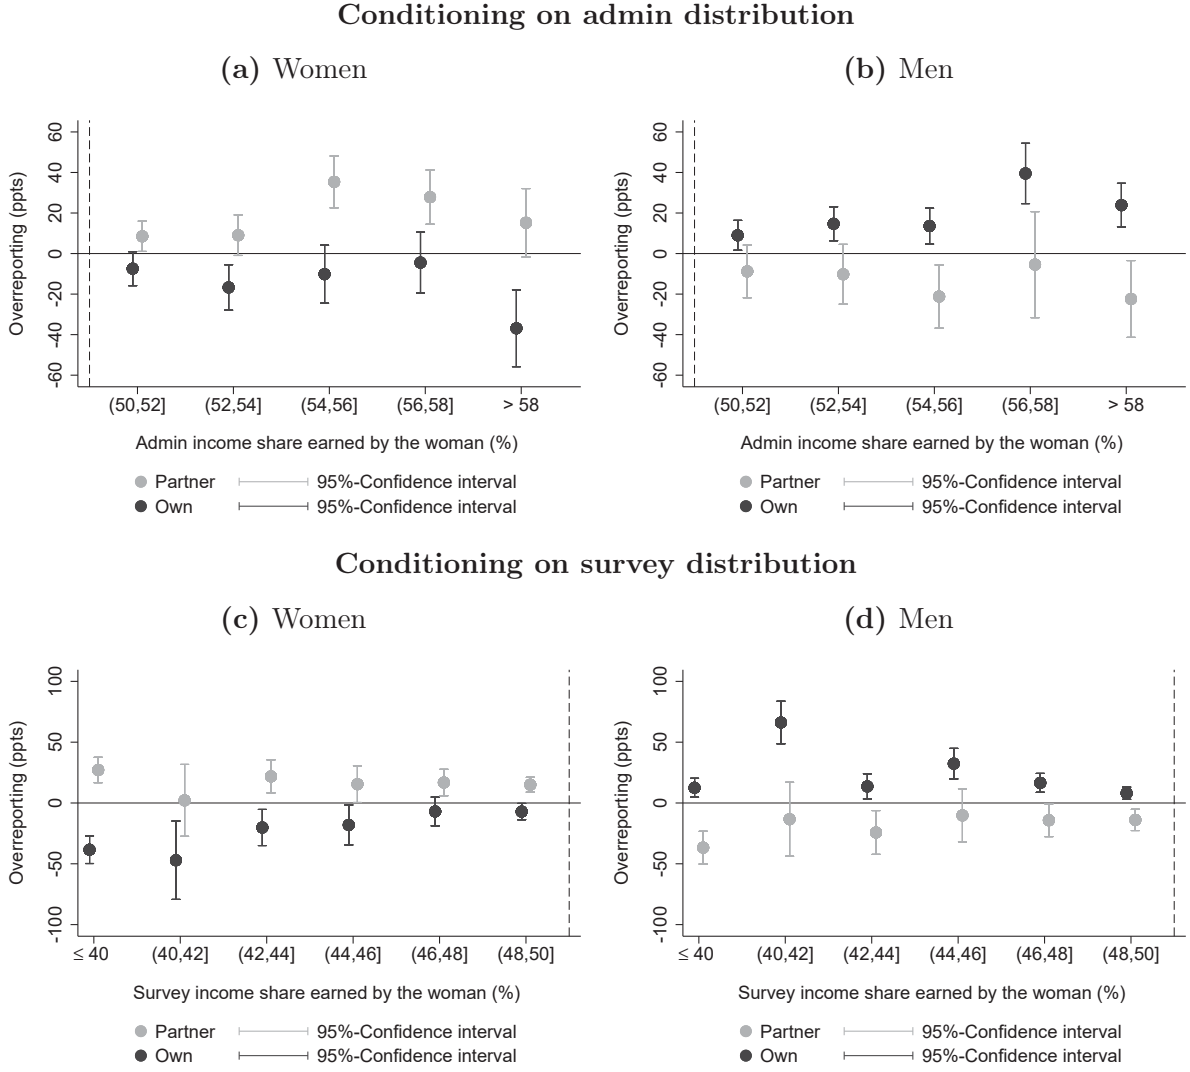 Conditioning on admin distribution
(a) Women
(b) Men
Overreporting (ppts)
60
40
20
0
-20
-40
-60
(50,52] (52,54] (54,56] (56,58] > 58
Admin income share earned by the woman (%)
Partner 95%-Confidence interval
Own 95%-Confidence interval
Overreporting (ppts)
60
40
20
0
-20
-40
-60
(50,52] (52,54] (54,56] (56,58] > 58
Admin income share earned by the woman (%)
Partner 95%-Confidence interval
Own 95%-Confidence interval
Conditioning on survey distribution
(c) Women
(d) Men
Overreporting (ppts)
100
50
0
-50
-100
≤ 40 (40,42] (42,44] (44,46] (46,48] (48,50]
Survey income share earned by the woman (%)
Partner 95%-Confidence interval
Own 95%-Confidence interval
Overreporting (ppts)
100
50
0
-50
-100
≤ 40 (40,42] (42,44] (44,46] (46,48] (48,50]
Survey income share earned by the woman (%)
Partner 95%-Confidence interval
Own 95%-Confidence interval